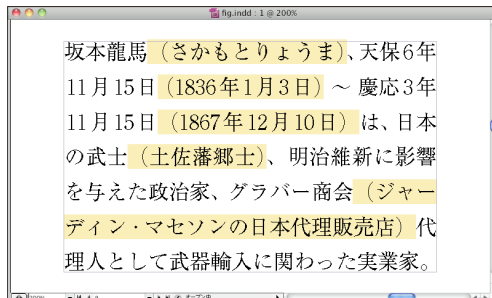 fig.indd : 1 @ 200%
坂本龍馬（さかもとりょうま）、天保6年
11月15日（1836年1月3日）～ 慶応3年
11月15日（1867年12月10日）は、日本
の武士（土佐藩郷士）、明治維新に影響
を与えた政治家、グラバー商会（ジャー
ディン・マセソンの日本代理販売店）代
理人として武器輸入に関わった実業家。